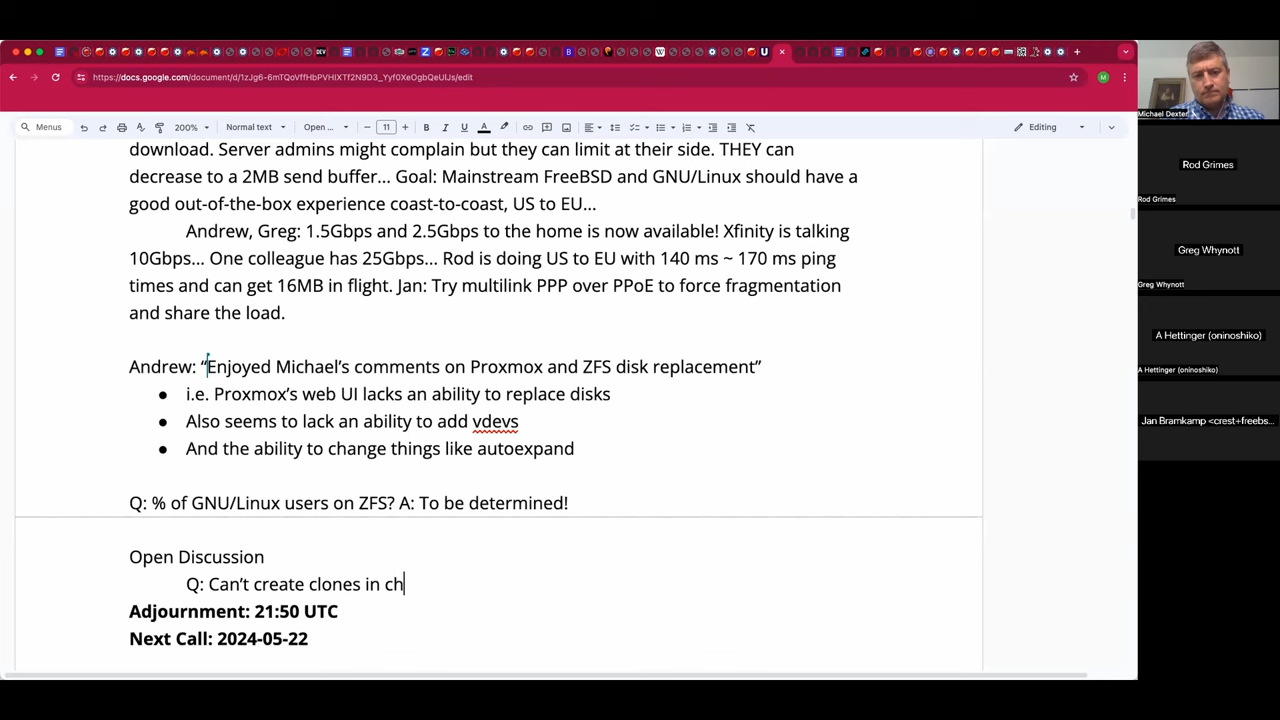 https://docs.google.com/document/d/1zJg6-6mTQoVffHbPVHIXTf2N9D3_Yyf0XeOgbQeUIJs/edit
M
Menus
200%
Normal text
Open ...
11
Editing
download. Server admins might complain but they can limit at their side. THEY can
decrease to a 2MB send buffer… Goal: Mainstream FreeBSD and GNU/Linux should have a
good out-of-the-box experience coast-to-coast, US to EU…
Andrew, Greg: 1.5Gbps and 2.5Gbps to the home is now available! Xfinity is talking
10Gbps… One colleague has 25Gbps… Rod is doing US to EU with 140 ms ~ 170 ms ping
times and can get 16MB in flight. Jan: Try multilink PPP over PPoE to force fragmentation
and share the load.
Andrew: “Enjoyed Michael’s comments on Proxmox and ZFS disk replacement”
● i.e. Proxmox’s web UI lacks an ability to replace disks
● Also seems to lack an ability to add vdevs
● And the ability to change things like autoexpand
Q: % of GNU/Linux users on ZFS? A: To be determined!
Open Discussion
Q: Can’t create clones in ch
Adjournment: 21:50 UTC
Next Call: 2024-05-22
Michael Dexter
Rod Grimes
Rod Grimes
Greg Whynott
Greg Whynott
A Hettinger (oninoshiko)
A Hettinger (oninoshiko)
Jan Bramkamp <crest+freebs...